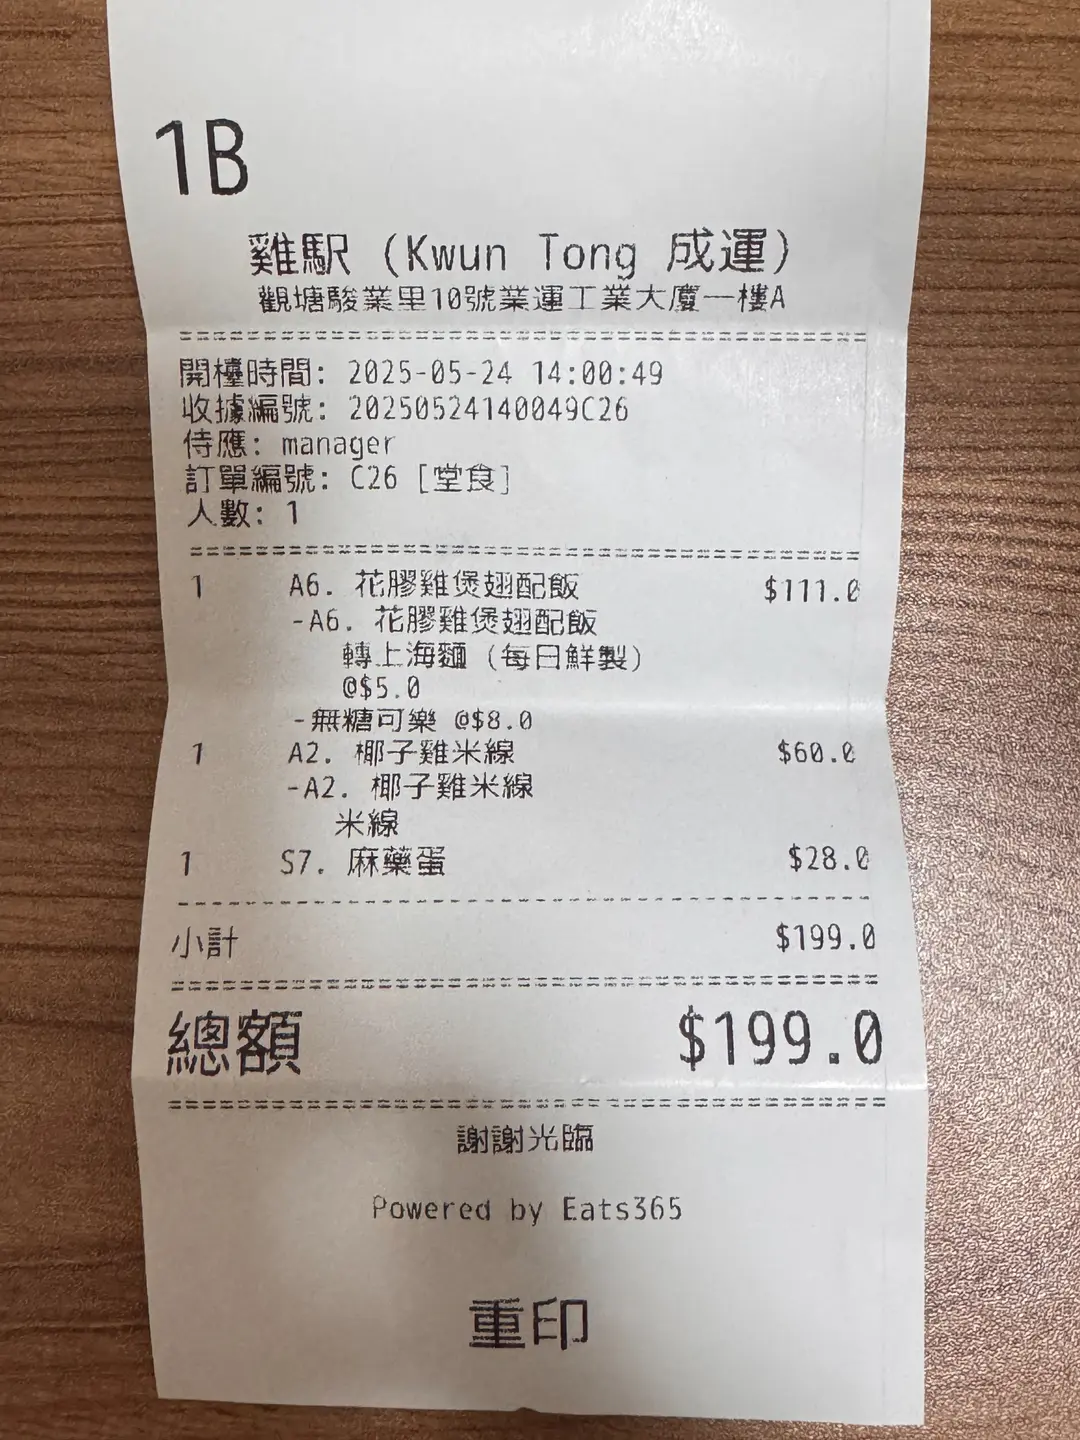 1B
雞駅 (Kwun Tong 成運)
觀塘駿業里10號業運工業大廈一樓A
開檯時間: 2025-05-24 14:00:49
收據編號: 20250524140049C26
侍應: manager
訂單編號: C26 [堂食]
人數: 1
1 A6. 花膠雞煲翅配飯 $111.0
-A6. 花膠雞煲翅配飯
轉上海麵 (每日鮮製)
@$5.0
-無糖可樂 @$8.0
1 A2. 椰子雞米線 $60.0
-A2. 椰子雞米線
米線
1 S7. 麻藥蛋 $28.0
小計 $199.0
總額 $199.0
謝謝光臨
Powered by Eats365
重印